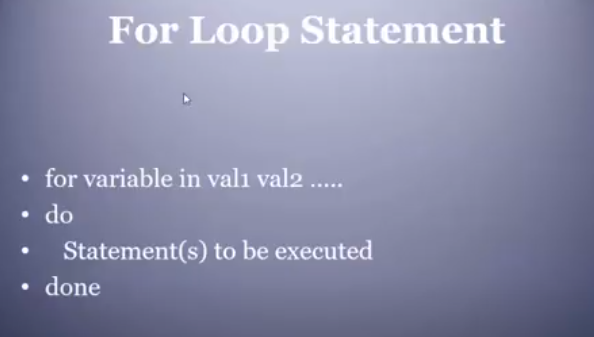 For Loop Statement
• for variable in val1 val2 .....
• do
• Statement(s) to be executed
• done